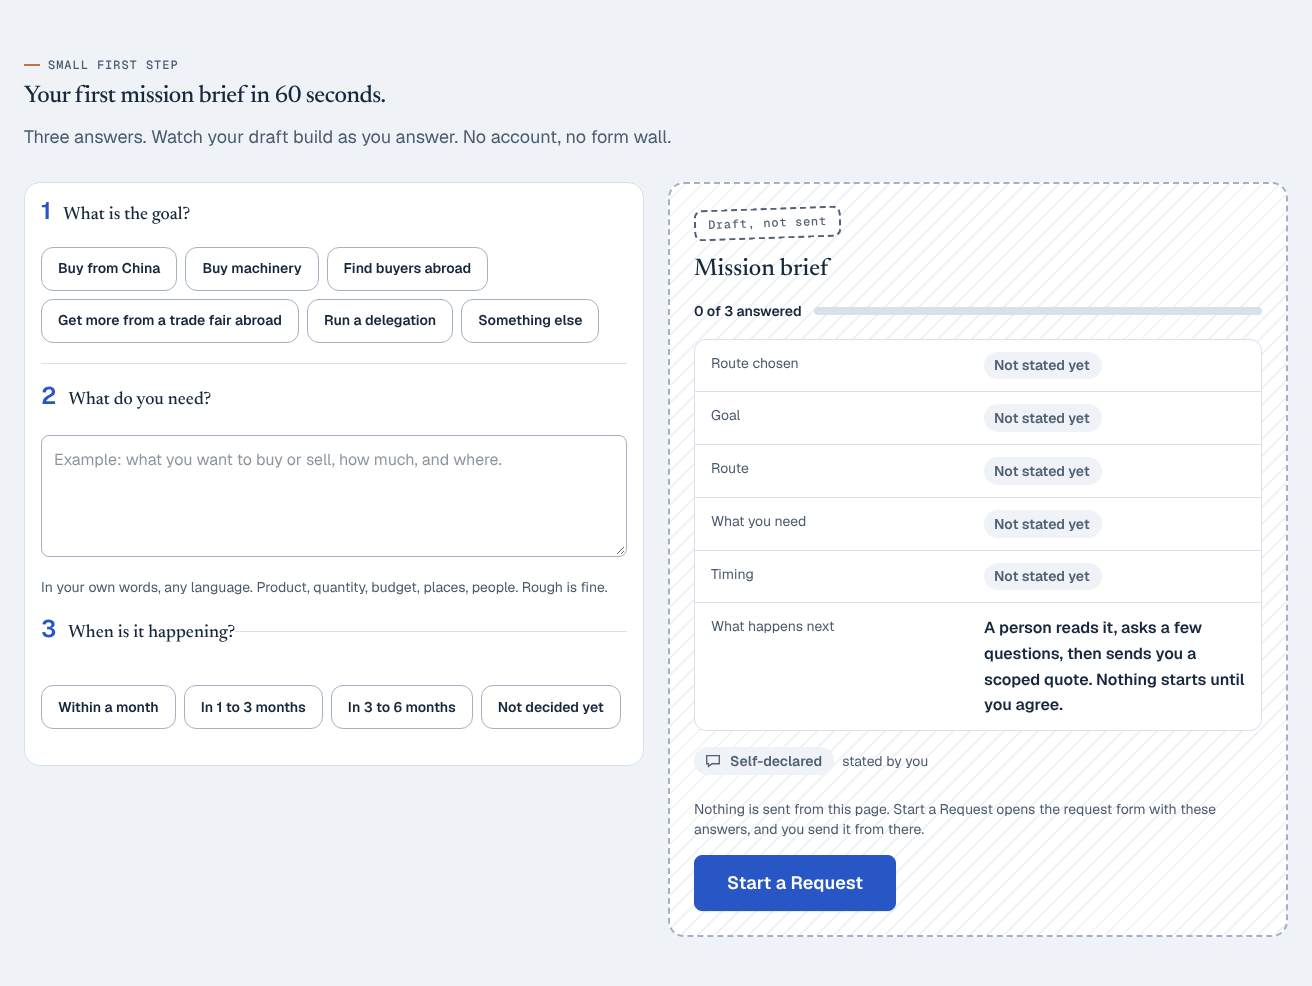 SMALL FIRST STEP
Your first mission brief in 60 seconds.
Three answers. Watch your draft build as you answer. No account, no form wall.
1 What is the goal?
Buy from China
Buy machinery
Find buyers abroad
Get more from a trade fair abroad
Run a delegation
Something else
2 What do you need?
Example: what you want to buy or sell, how much, and where.
In your own words, any language. Product, quantity, budget, places, people. Rough is fine.
3 When is it happening?
Within a month
In 1 to 3 months
In 3 to 6 months
Not decided yet
Draft, not sent
Mission brief
0 of 3 answered
Route chosen
Not stated yet
Goal
Not stated yet
Route
Not stated yet
What you need
Not stated yet
Timing
Not stated yet
What happens next
A person reads it, asks a few
questions, then sends you a
scoped quote. Nothing starts until
you agree.
Self-declared
stated by you
Nothing is sent from this page. Start a Request opens the request form with these
answers, and you send it from there.
Start a Request